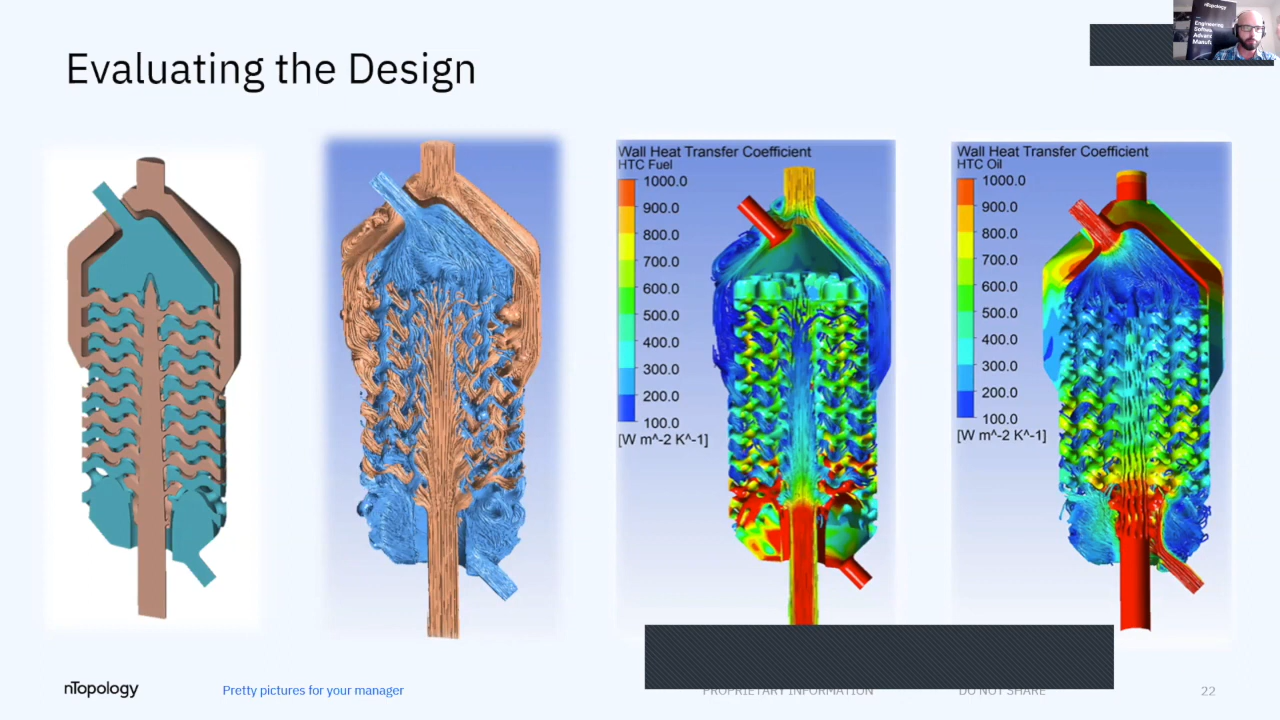 nTopology
Engineering
Evaluating the Design
Wall Heat Transfer Coefficient
HTC Fuel
1000.0
900.0
800.0
700.0
600.0
500.0
400.0
300.0
200.0
100.0
[W m^-2 K^-1]
Wall Heat Transfer Coefficient
HTC Oil
1000.0
900.0
800.0
700.0
600.0
500.0
400.0
300.0
200.0
100.0
[W m^-2 K^-1]
nTopology
Pretty pictures for your manager
PROPRIETARY INFORMATION
DO NOT SHARE
22